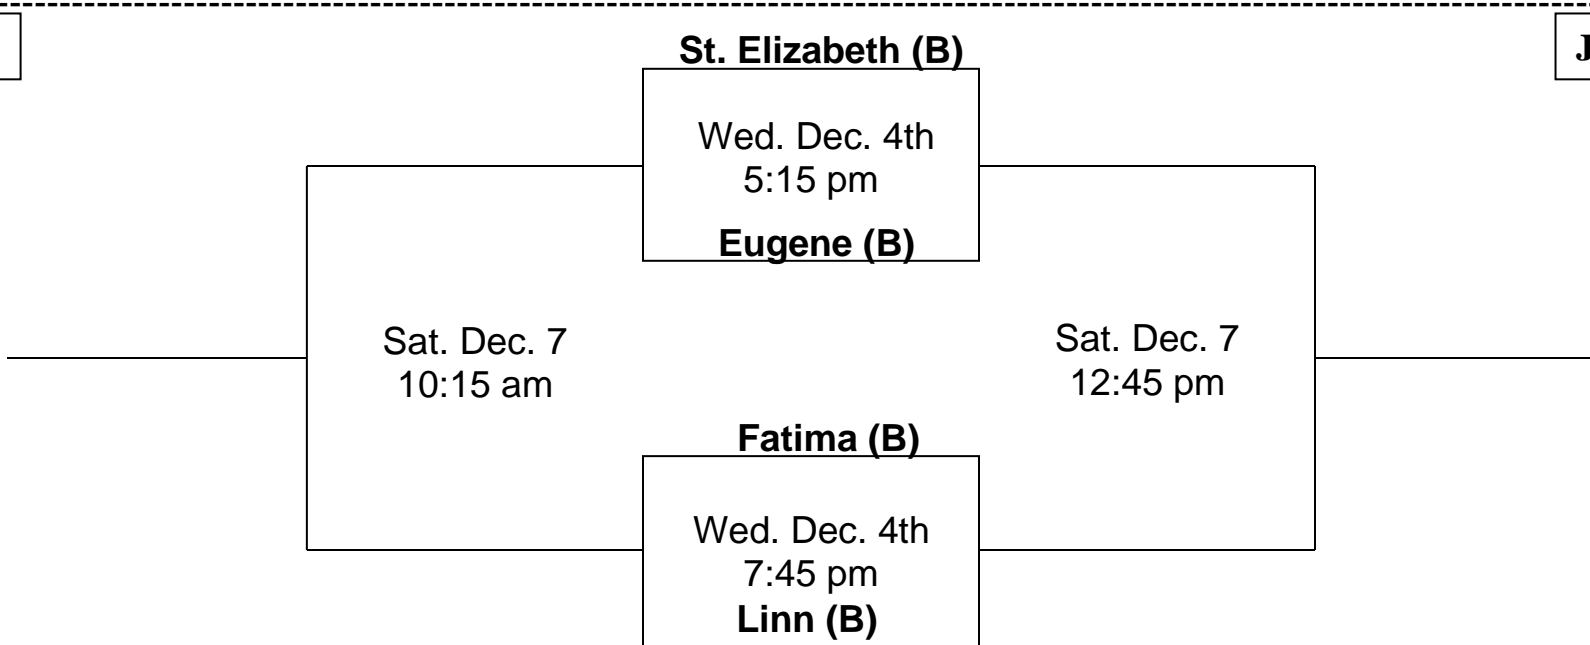 J
St. Elizabeth (B)
Wed. Dec. 4th
5:15 pm
Eugene (B)
Sat. Dec. 7
10:15 am
Sat. Dec. 7
12:45 pm
Fatima (B)
Wed. Dec. 4th
7:45 pm
Linn (B)